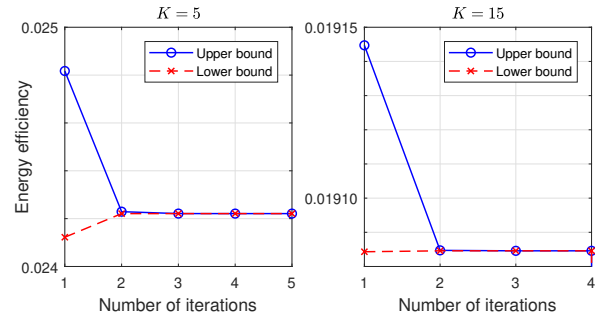 K = 5
0.025
Upper bound
Lower bound
Energy efficiency
0.024
1 2 3 4 5
Number of iterations
K = 15
0.01915
Upper bound
Lower bound
0.01910
1 2 3 4
Number of iterations